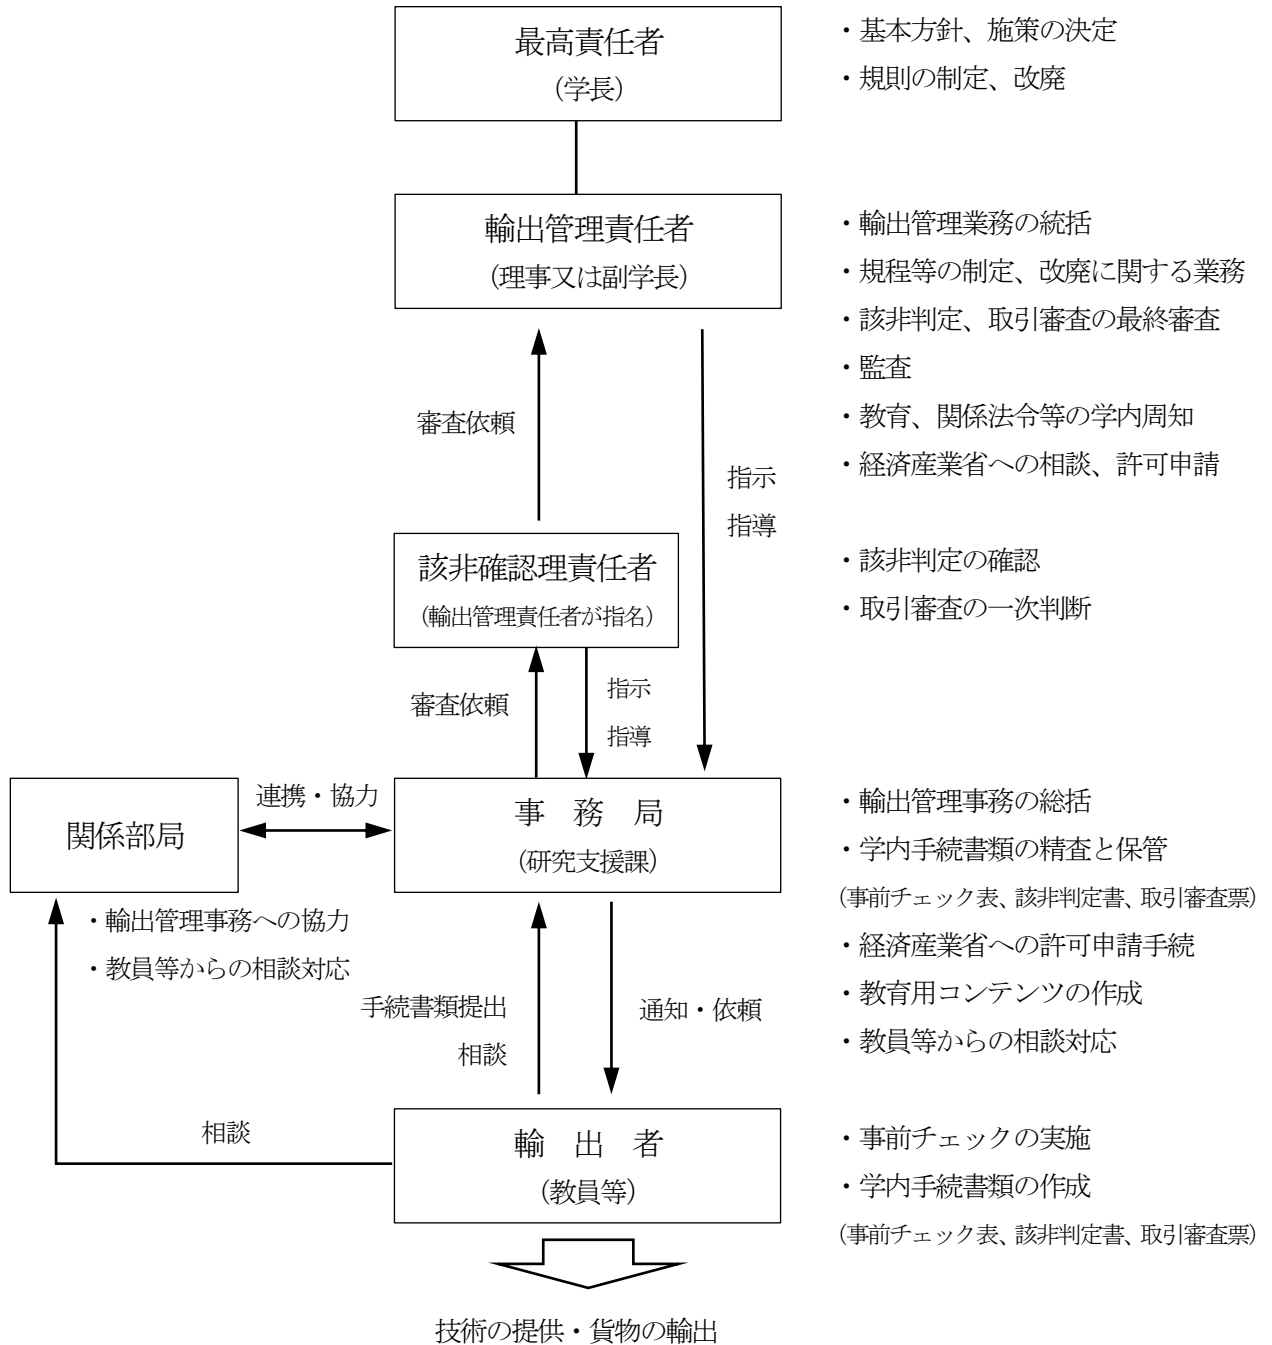 最高責任者
（学長）
・基本方針、施策の決定
・規則の制定、改廃
輸出管理責任者
（理事又は副学長）
・輸出管理業務の統括
・規程等の制定、改廃に関する業務
・該非判定、取引審査の最終審査
・監査
・教育、関係法令等の学内周知
・経済産業省への相談、許可申請
審査依頼
指示
指導
該非確認理責任者
（輸出管理責任者が指名）
・該非判定の確認
・取引審査の一次判断
審査依頼
指示
指導
関係部局
連携・協力
事　務　局
（研究支援課）
・輸出管理事務の総括
・学内手続書類の精査と保管
（事前チェック表、該非判定書、取引審査票）
・経済産業省への許可申請手続
・教育用コンテンツの作成
・教員等からの相談対応
・輸出管理事務への協力
・教員等からの相談対応
手続書類提出
相談
通知・依頼
相談
輸　出　者
（教員等）
・事前チェックの実施
・学内手続書類の作成
（事前チェック表、該非判定書、取引審査票）
技術の提供・貨物の輸出